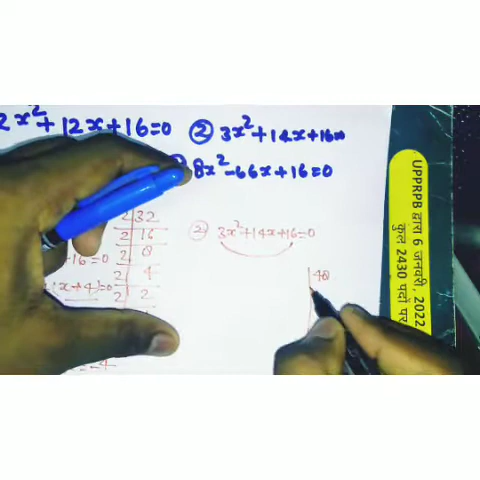 2x²+12x+16=0 ② 3x²+14x+16=0
8x²-66x+16=0
2 32
2 16 ② 3x²+14x+16=0
2 8
+16=0
2 4
(x+4)=0 2 2
48
UPPRPB द्वारा 6 जनवरी, 2022
कुल 2430 पदों पर